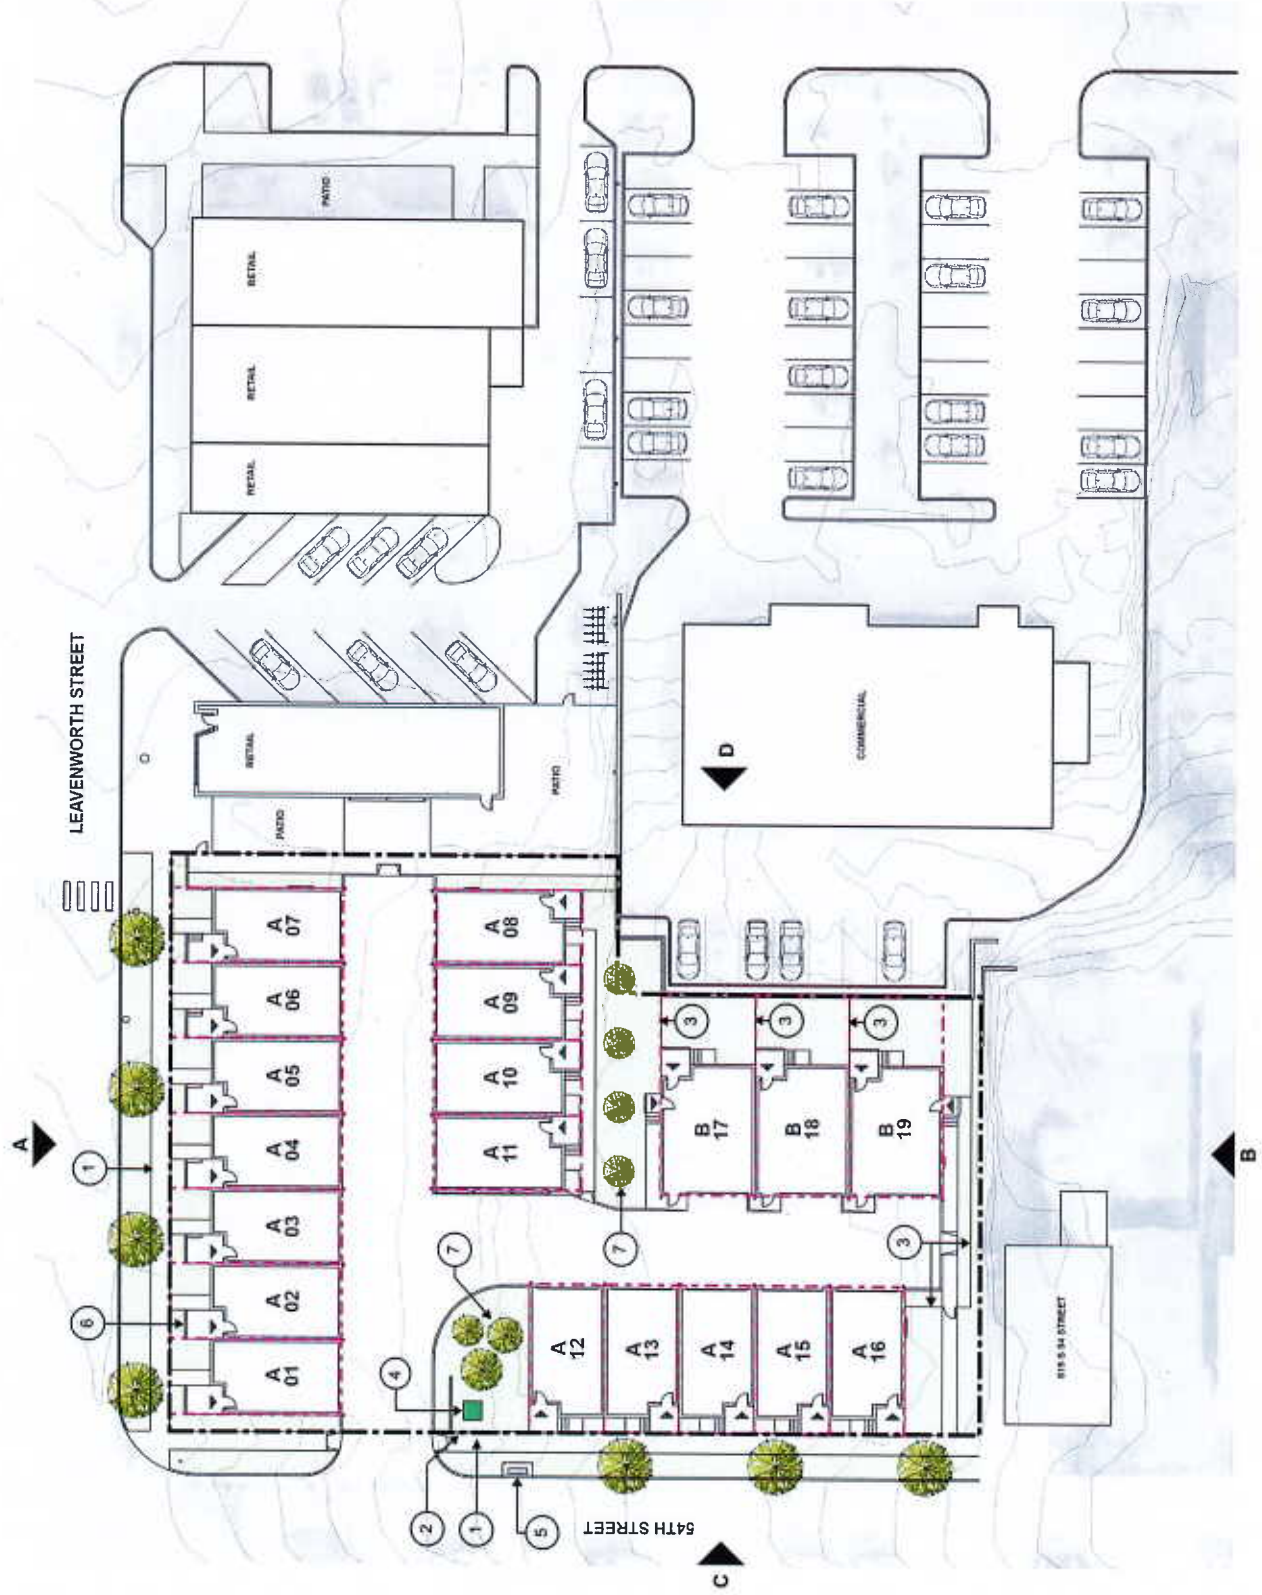 LEAVENWORTH STREET
A
1
6
RETAIL
RETAIL
RETAIL
PATIO
RETAIL
PATIO
PATIO
COMMERCIAL
D
A
01
A
02
A
03
A
04
A
05
A
06
A
07
A
11
A
10
A
09
A
08
7
7
4
A
12
A
13
A
14
A
15
A
16
B
17
B
18
B
19
3
3
3
3
2
1
5
54TH STREET
C
B